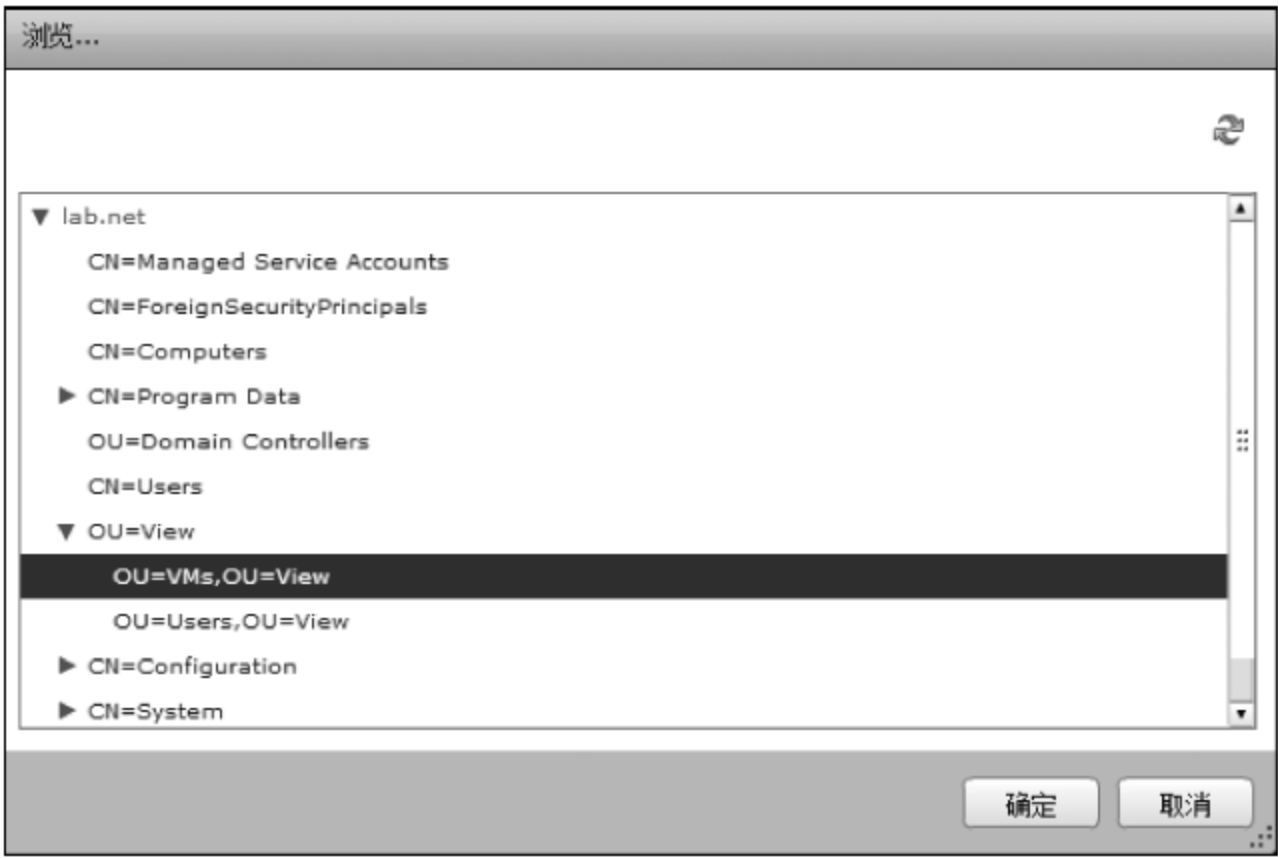 浏览...
lab.net
CN=Managed Service Accounts
CN=ForeignSecurityPrincipals
CN=Computers
CN=Program Data
OU=Domain Controllers
CN=Users
OU=View
OU=VMs,OU=View
OU=Users,OU=View
CN=Configuration
CN=System
确定 取消